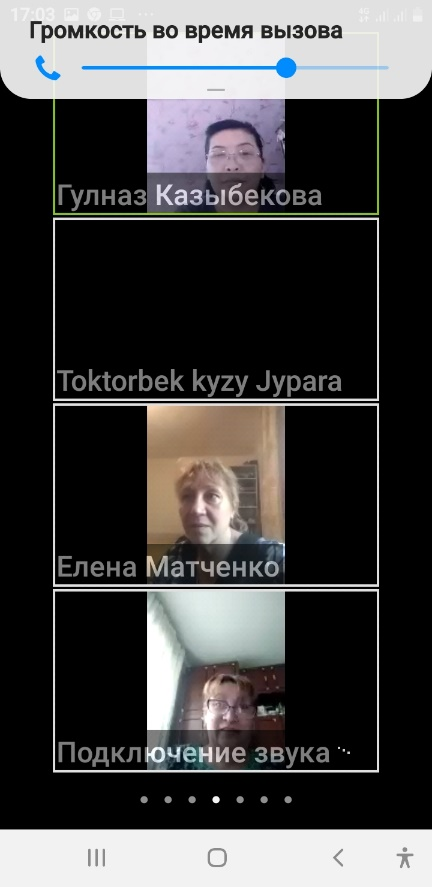 17:03
Громкость во время вызова
Гулназ Казыбекова
Toktorbek kyzy Jypara
Елена Матченко
Подключение звука